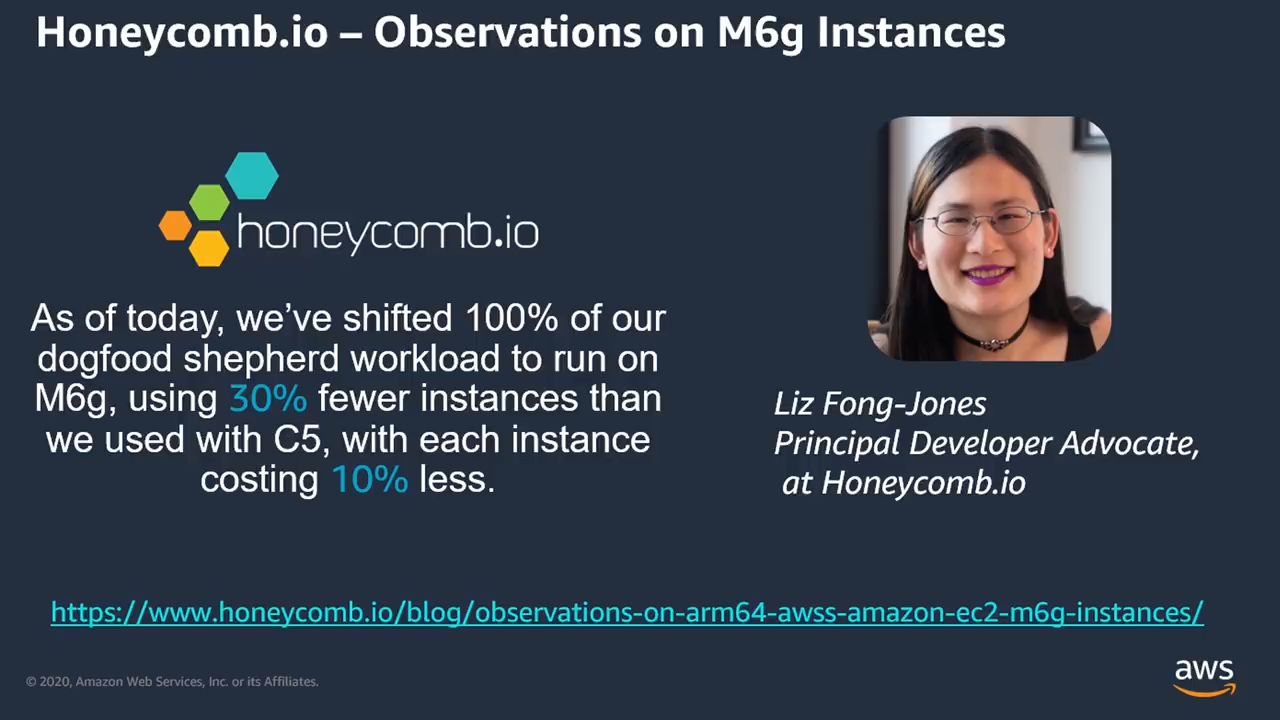 Honeycomb.io – Observations on M6g Instances
honeycomb.io
As of today, we've shifted 100% of our
dogfood shepherd workload to run on
M6g, using 30% fewer instances than
we used with C5, with each instance
costing 10% less.
Liz Fong-Jones
Principal Developer Advocate,
at Honeycomb.io
https://www.honeycomb.io/blog/observations-on-arm64-awss-amazon-ec2-m6g-instances/
© 2020, Amazon Web Services, Inc. or its Affiliates.
aws